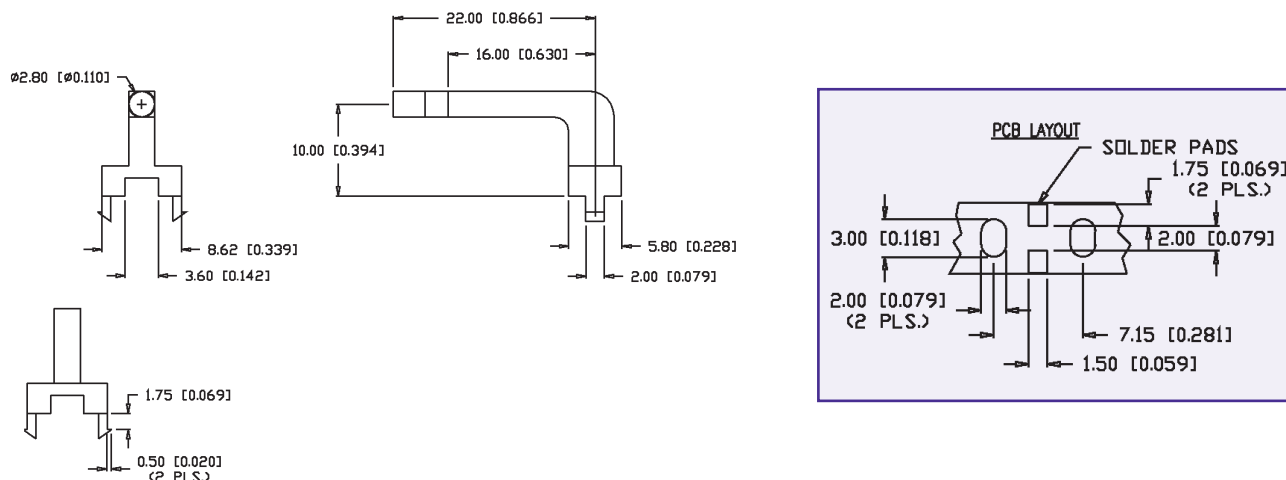 22.00 [0.866]
16.00 [0.630]
ø2.80 [ø0.110]
10.00 [0.394]
8.62 [0.339]
3.60 [0.142]
5.80 [0.228]
2.00 [0.079]
1.75 [0.069]
0.50 [0.020]
(2 PLS.)
PCB LAYOUT
SOLDER PADS
1.75 [0.069]
(2 PLS.)
3.00 [0.118]
2.00 [0.079]
2.00 [0.079]
(2 PLS.)
7.15 [0.281]
1.50 [0.059]